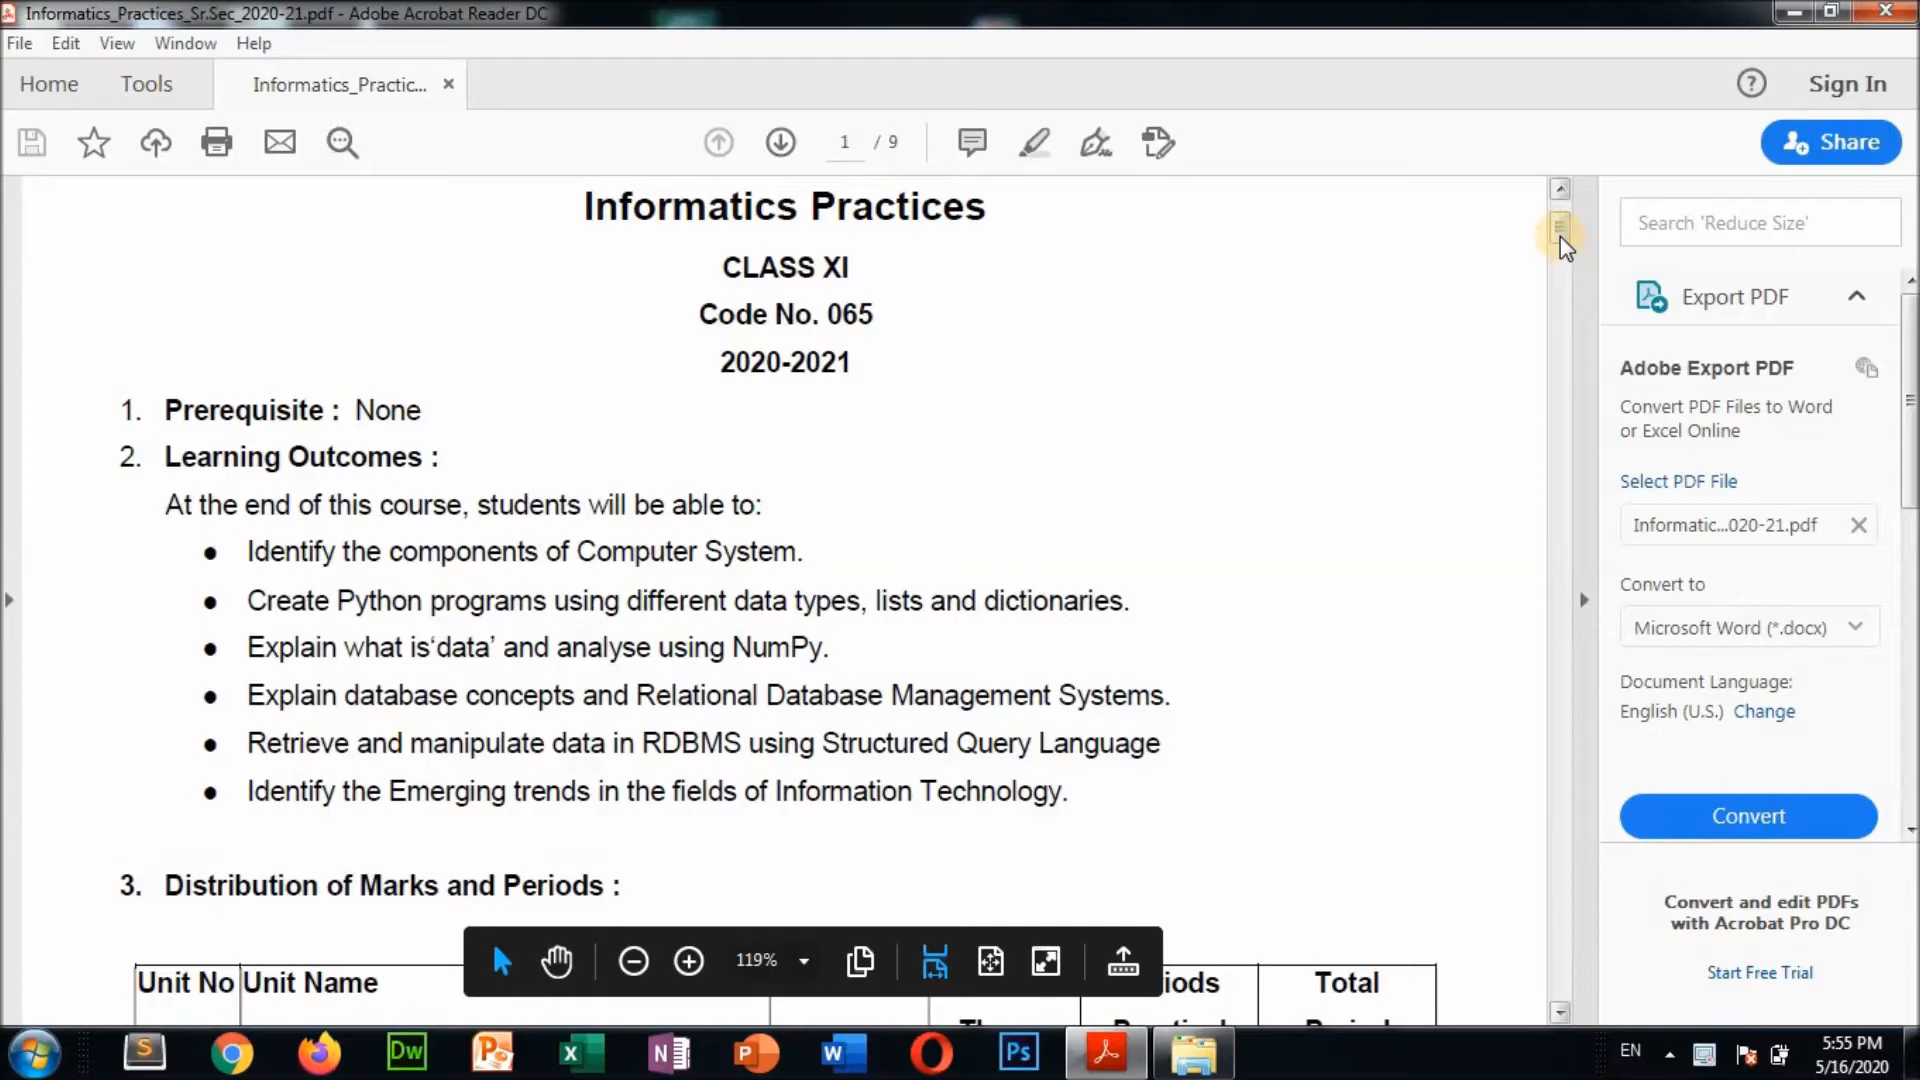 Informatics_Practices_Sr.Sec_2020-21.pdf - Adobe Acrobat Reader DC
File Edit View Window Help
Home Tools Informatics_Practic... Sign In
1 / 9 Share
Informatics Practices
CLASS XI
Code No. 065
2020-2021
1. Prerequisite : None
2. Learning Outcomes :
At the end of this course, students will be able to:
● Identify the components of Computer System.
● Create Python programs using different data types, lists and dictionaries.
● Explain what is‘data’ and analyse using NumPy.
● Explain database concepts and Relational Database Management Systems.
● Retrieve and manipulate data in RDBMS using Structured Query Language
● Identify the Emerging trends in the fields of Information Technology.
3. Distribution of Marks and Periods :
Unit No Unit Name Total
119%
Search 'Reduce Size'
Export PDF
Adobe Export PDF
Convert PDF Files to Word
or Excel Online
Select PDF File
Informatic...020-21.pdf
Convert to
Microsoft Word (*.docx)
Document Language:
English (U.S.) Change
Convert
Convert and edit PDFs
with Acrobat Pro DC
Start Free Trial
S Dw Ps
EN
5:55 PM
5/16/2020